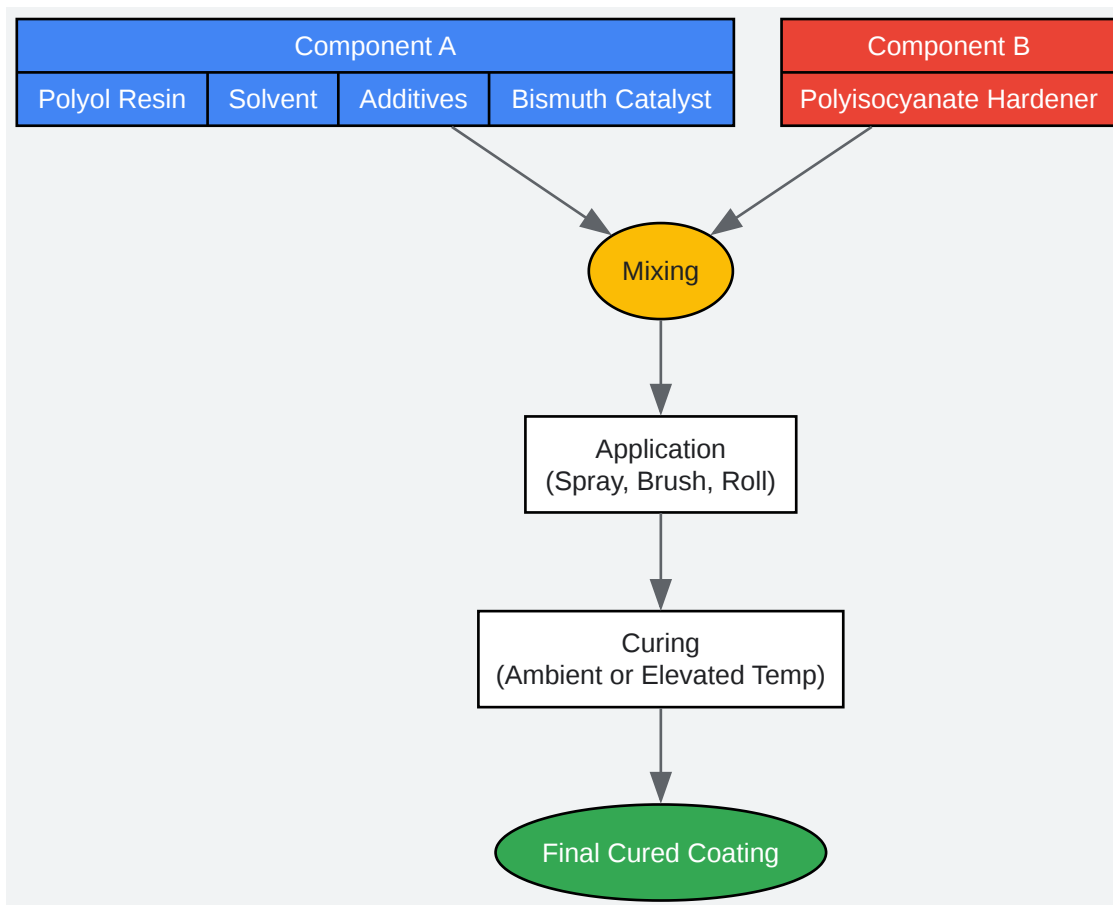 Component A
Polyol Resin
Solvent
Additives
Bismuth Catalyst
Component B
Polyisocyanate Hardener
Mixing
Application
(Spray, Brush, Roll)
Curing
(Ambient or Elevated Temp)
Final Cured Coating